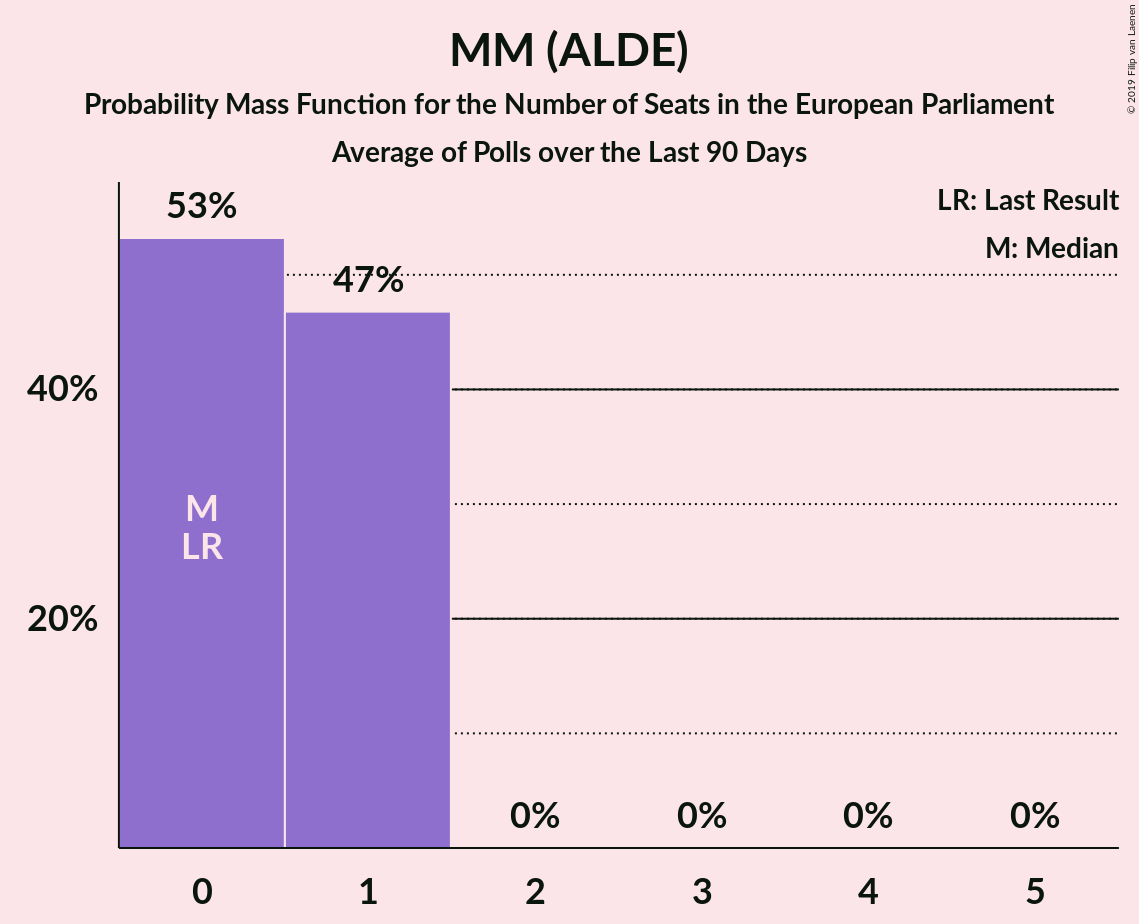 MM (ALDE)
Probability Mass Function for the Number of Seats in the European Parliament
Average of Polls over the Last 90 Days
© 2019 Filip van Laenen
LR: Last Result
M: Median
53%
47%
40%
20%
M
LR
0%
0%
0%
0%
0
1
2
3
4
5